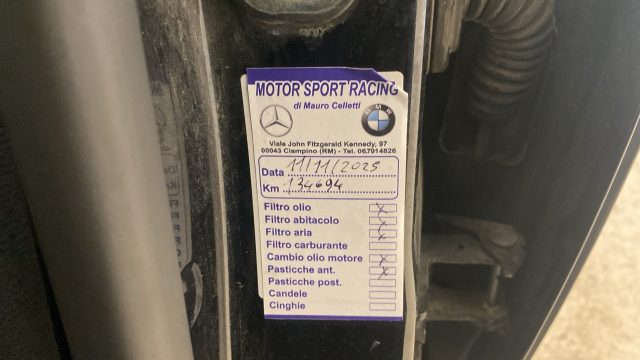 MOTOR SPORT RACING
di Mauro Celletti
BMW
Viale John Fitzgerald Kennedy, 97
00043 Ciampino (RM) - Tel. 067914826
Data 11/11/2025
Km 134694
Filtro olio x
Filtro abitacolo x
Filtro aria x
Filtro carburante
Cambio olio motore x
Pasticche ant. x
Pasticche post.
Candele
Cinghie